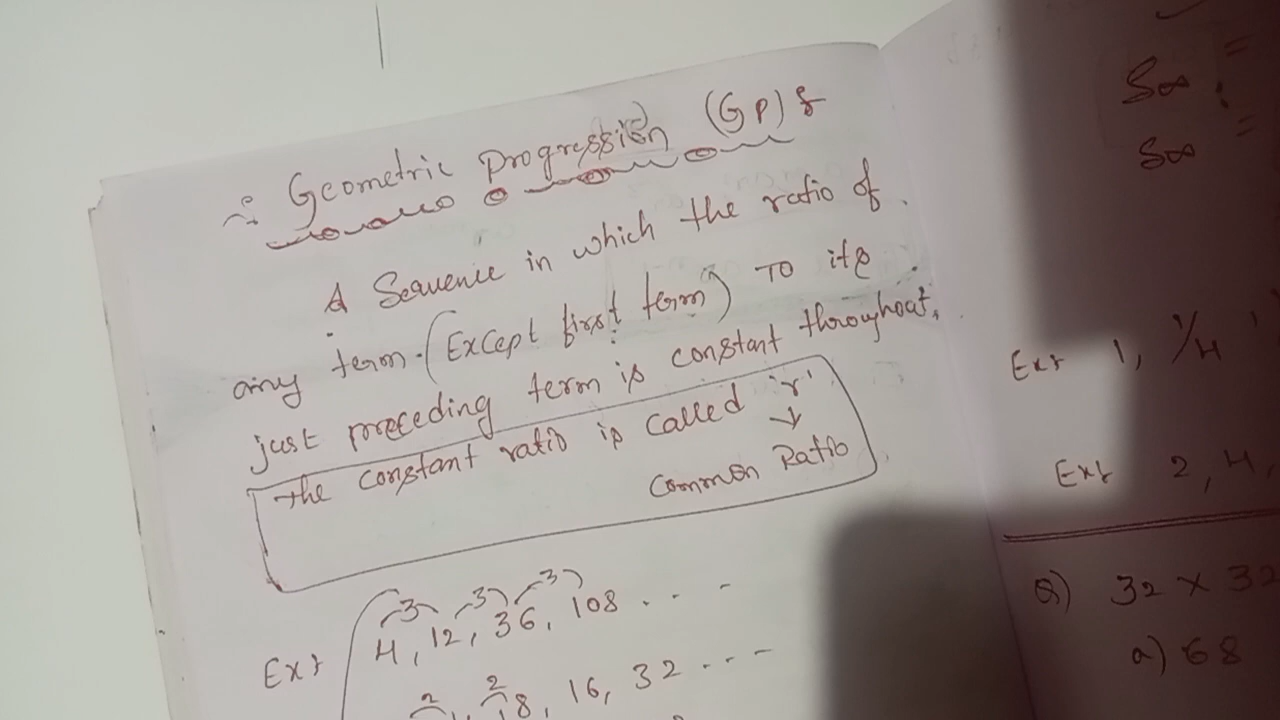 Geometric Progression (GP):
A Sequence in which the ratio of
any term (Except first term) To its
just preceding term is constant throughout.
The constant ratio is called 'r'
↓
Common Ratio
3 3 3
Ex: 4, 12, 36, 108 . . -
2 2
8, 16, 32 - - -
S∞ =
S∞ =
Ex: 1, 1/4
Ex: 2, 4,
Q) 32 × 32
a) 68